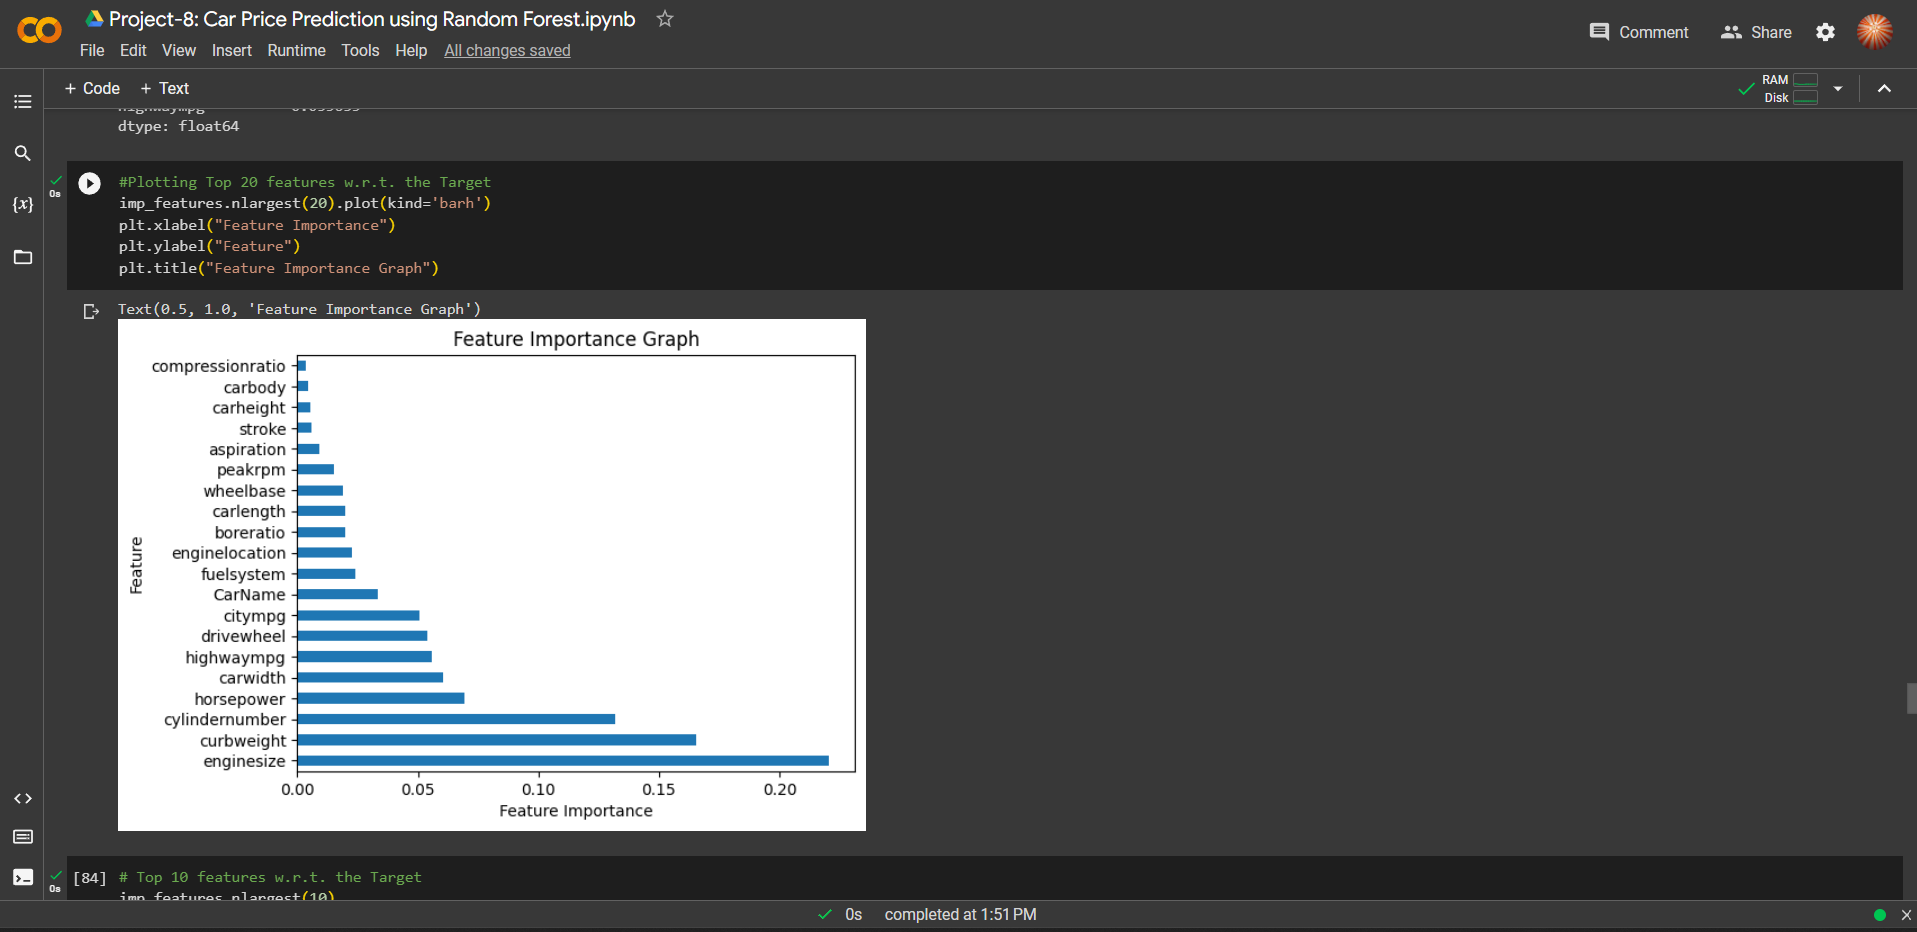 Project-8: Car Price Prediction using Random Forest.ipynb
File Edit View Insert Runtime Tools Help All changes saved
Comment Share
+ Code + Text
RAM
Disk
dtype: float64
0s
#Plotting Top 20 features w.r.t. the Target
imp_features.nlargest(20).plot(kind='barh')
plt.xlabel("Feature Importance")
plt.ylabel("Feature")
plt.title("Feature Importance Graph")
{x}
Text(0.5, 1.0, 'Feature Importance Graph')
Feature Importance Graph
compressionratio
carbody
carheight
stroke
aspiration
peakrpm
wheelbase
carlength
boreratio
enginelocation
fuelsystem
CarName
citympg
drivewheel
highwaympg
carwidth
horsepower
cylindernumber
curbweight
enginesize
Feature
0.00 0.05 0.10 0.15 0.20
Feature Importance
0s
[84] # Top 10 features w.r.t. the Target
imp_features.nlargest(10)
0s completed at 1:51 PM